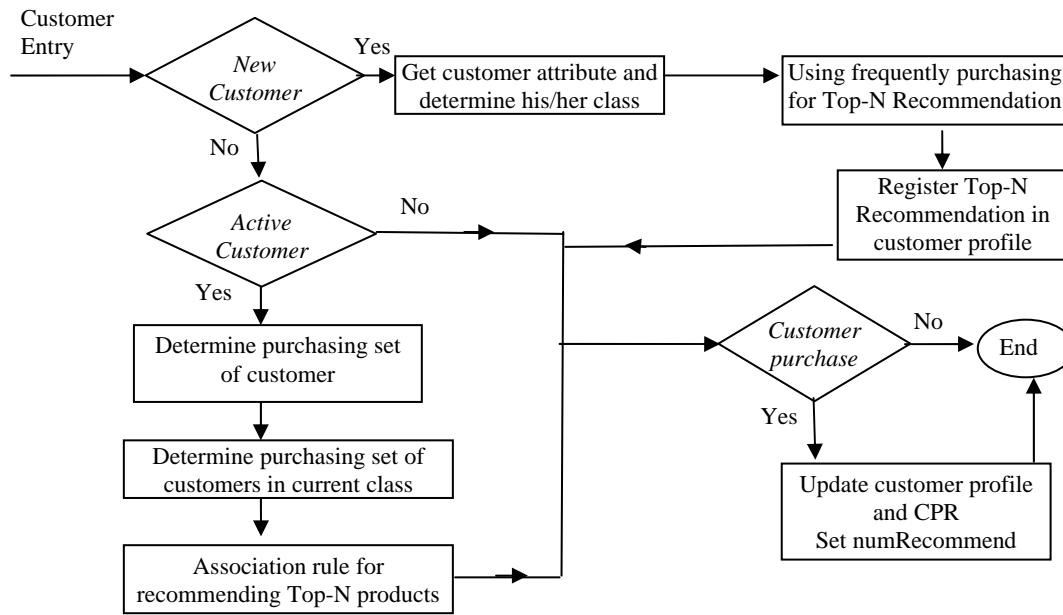 Customer
Entry
New
Customer
Yes
Get customer attribute and
determine his/her class
Using frequently purchasing
for Top-N Recommendation
No
Register Top-N
Recommendation in
customer profile
Active
Customer
No
Yes
Determine purchasing set
of customer
Customer
purchase
No
End
Yes
Determine purchasing set of
customers in current class
Update customer profile
and CPR
Set numRecommend
Association rule for
recommending Top-N products